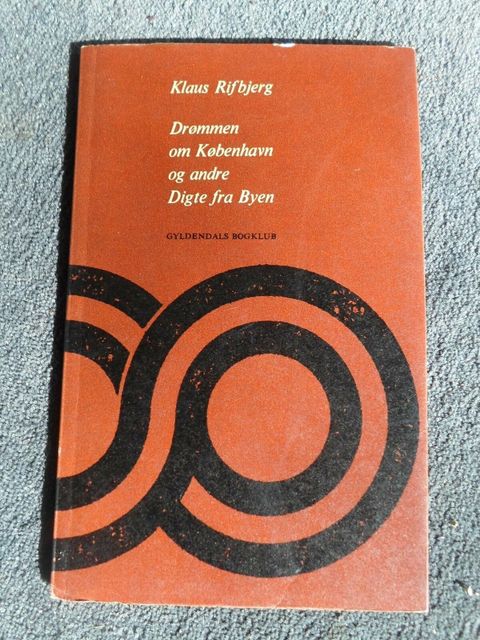 Klaus Rifbjerg
Drømmen
om København
og andre
Digte fra Byen
GYLDENDALS BOGKLUB